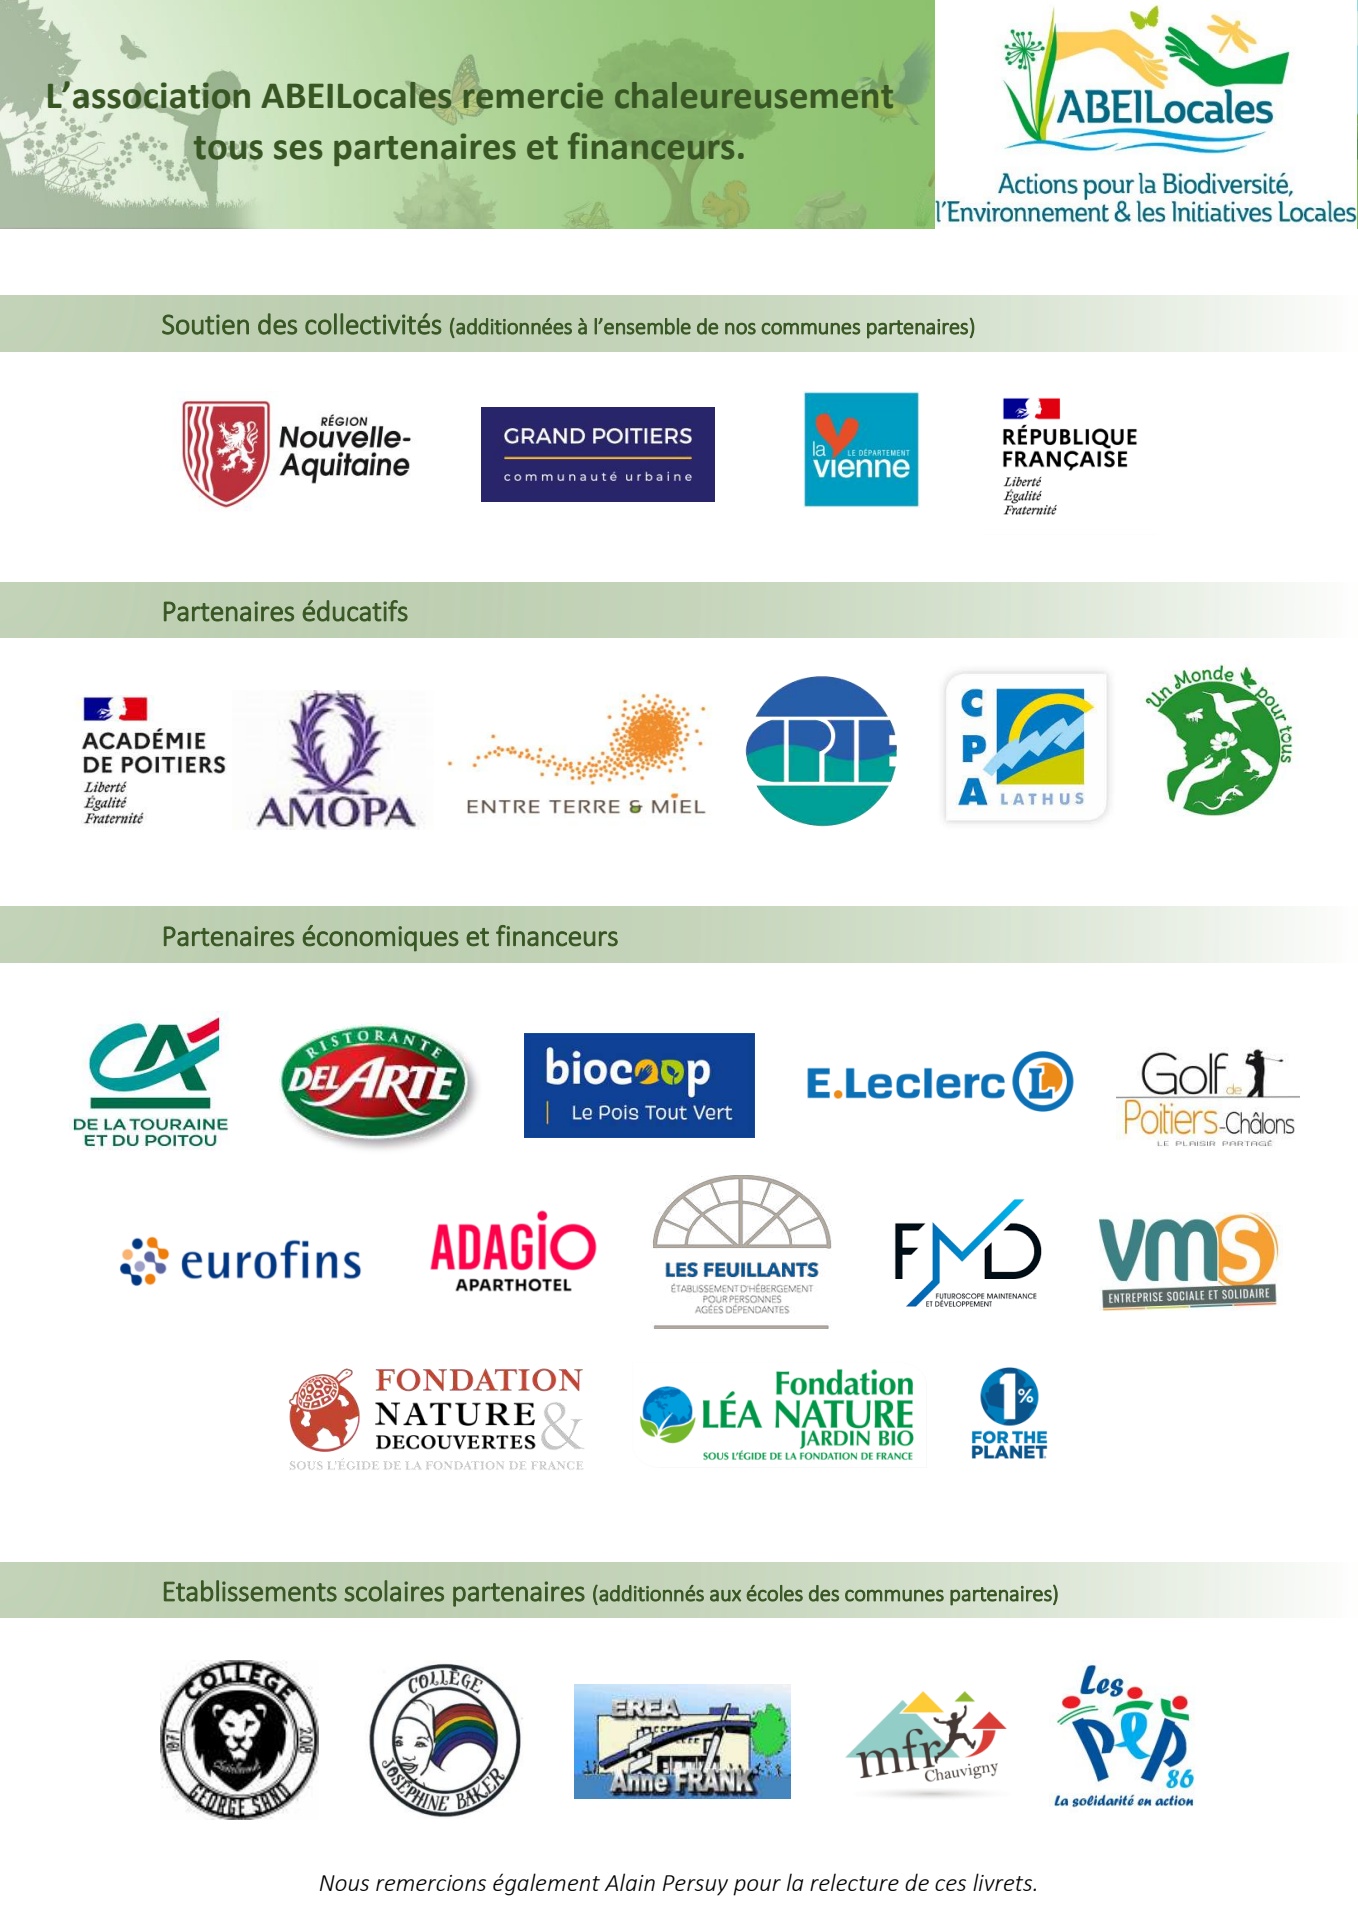 L'association ABEILocales remercie chaleureusement
tous ses partenaires et financeurs.
ABEILocales
Actions pour la Biodiversité,
l'Environnement & les Initiatives Locales
Soutien des collectivités (additionnées à l'ensemble de nos communes partenaires)
RÉGION
Nouvelle-
Aquitaine
GRAND POITIERS
communauté urbaine
la
LE DÉPARTEMENT
vienne
RÉPUBLIQUE
FRANÇAISE
Liberté
Égalité
Fraternité
Partenaires éducatifs
ACADÉMIE
DE POITIERS
Liberté
Égalité
Fraternité
AMOPA
ENTRE TERRE & MIEL
CPIE
CPA
LATHUS
Un Monde pour tous
Partenaires économiques et financeurs
CA
DE LA TOURAINE
ET DU POITOU
RISTORANTE
DEL ARTE
biocoop
Le Pois Tout Vert
E.Leclerc L
Golf
de
Poitiers-Châlons
LE PLAISIR PARTAGÉ
eurofins
ADAGIO
APARTHOTEL
LES FEUILLANTS
ÉTABLISSEMENT D'HÉBERGEMENT
POUR PERSONNES
AGÉES DÉPENDANTES
FMD
FUTUROSCOPE MAINTENANCE
ET DÉVELOPPEMENT
vms
ENTREPRISE SOCIALE ET SOLIDAIRE
FONDATION
NATURE &
DECOUVERTES
SOUS L'ÉGIDE DE LA FONDATION DE FRANCE
Fondation
LÉA NATURE
JARDIN BIO
SOUS L'ÉGIDE DE LA FONDATION DE FRANCE
1%
FOR THE
PLANET
Etablissements scolaires partenaires (additionnés aux écoles des communes partenaires)
COLLEGE
1971
2018
GEORGE SAND
COLLÈGE
JOSÉPHINE BAKER
EREA
Anne FRANK
mfr
Chauvigny
Les
PEP
86
La solidarité en action
Nous remercions également Alain Persuy pour la relecture de ces livrets.